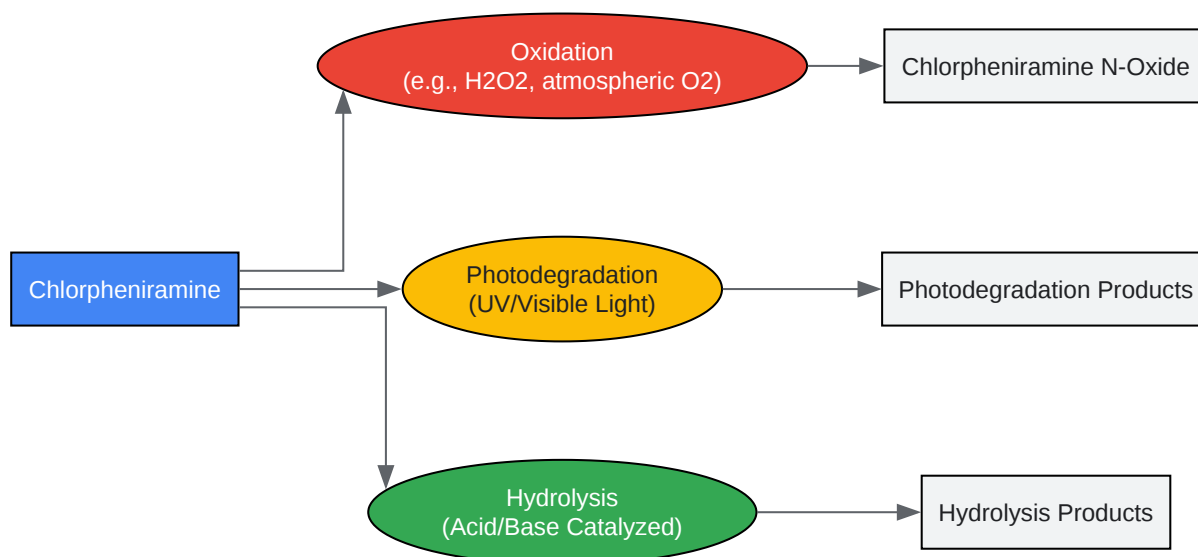 Oxidation
(e.g., H2O2, atmospheric O2)
Chlorpheniramine N-Oxide
Chlorpheniramine
Photodegradation
(UV/Visible Light)
Photodegradation Products
Hydrolysis
(Acid/Base Catalyzed)
Hydrolysis Products